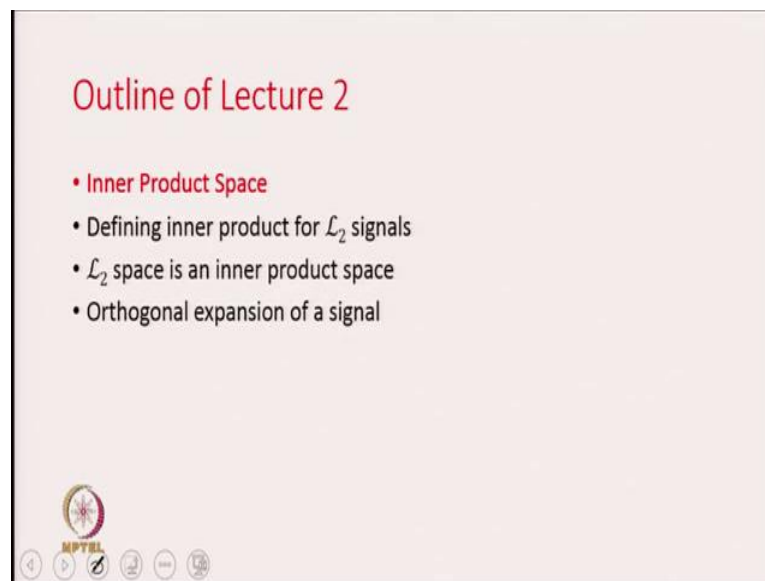 Outline of Lecture 2
• Inner Product Space
• Defining inner product for ℒ₂ signals
• ℒ₂ space is an inner product space
• Orthogonal expansion of a signal
NPTEL